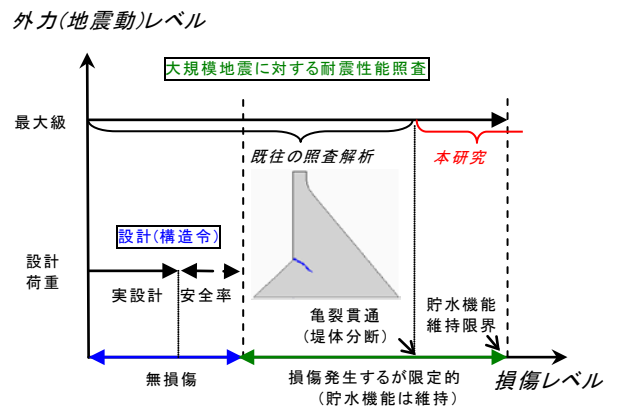 外力(地震動)レベル
大規模地震に対する耐震性能照査
最大級
既往の照査解析
本研究
設計(構造令)
設計
荷重
実設計
安全率
亀裂貫通
(堤体分断)
貯水機能
維持限界
無損傷
損傷発生するが限定的
(貯水機能は維持)
損傷レベル